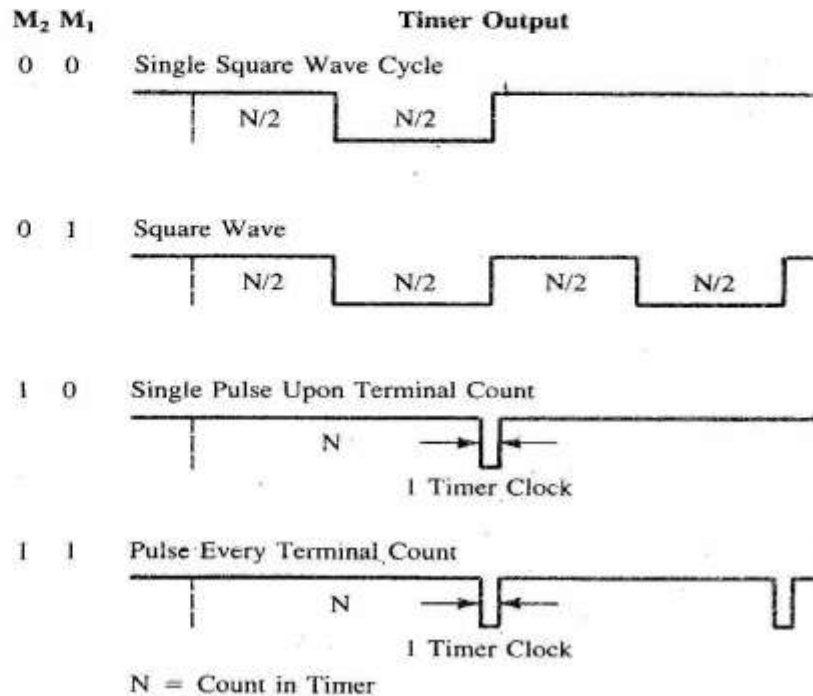 M₂ M₁ Timer Output
0 0 Single Square Wave Cycle
N/2 N/2
0 1 Square Wave
N/2 N/2 N/2 N/2
1 0 Single Pulse Upon Terminal Count
N
1 Timer Clock
1 1 Pulse Every Terminal Count
N
1 Timer Clock
N = Count in Timer